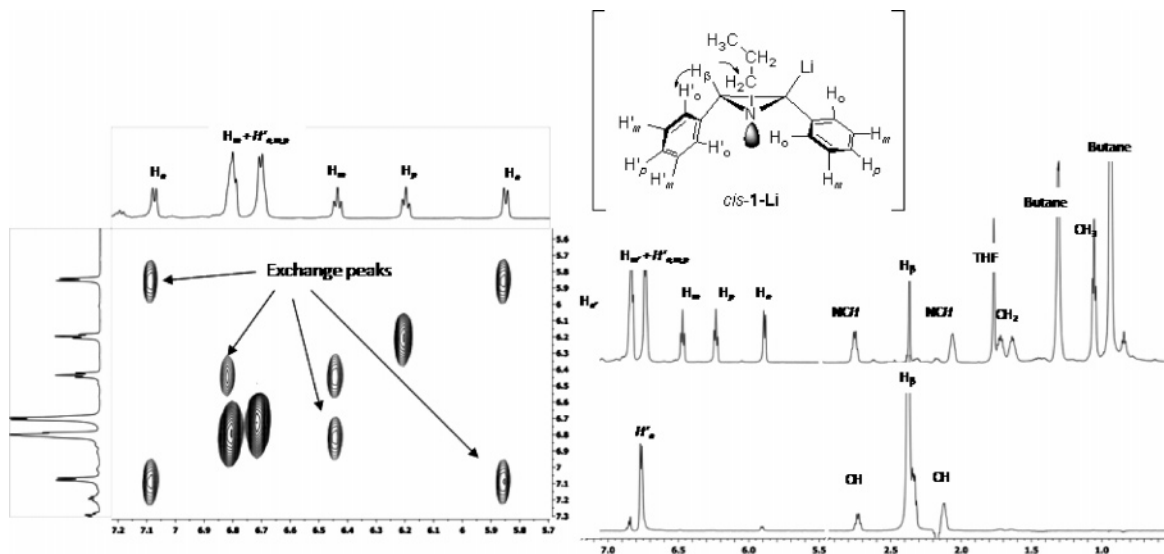 H3C
CH2
Hβ
H2C
Li
H'o
Ho
H'm
N
Hm
H'p
H'o
Ho
Hp
H'm
Hm
cis-1-Li
Hm + H'o,m,p
Ho
Hm
Hp
Ho
Exchange peaks
5.6
5.7
5.8
5.9
6.0
6.1
6.2
6.3
6.4
6.5
6.6
6.7
6.8
6.9
7.0
7.1
7.2
7.3
7.2 7.1 7.0 6.9 6.8 6.7 6.6 6.5 6.4 6.3 6.2 6.1 6.0 5.9 5.8 5.7
Butane
Butane
CH3
THF
Hm' + H'o,m,p
Hβ
Ho'
Hm
Hp
Ho
NCH
NCH
CH2
Hβ
H'o
CH
CH
7.0 6.5 6.0 5.5 2.5 2.0 1.5 1.0